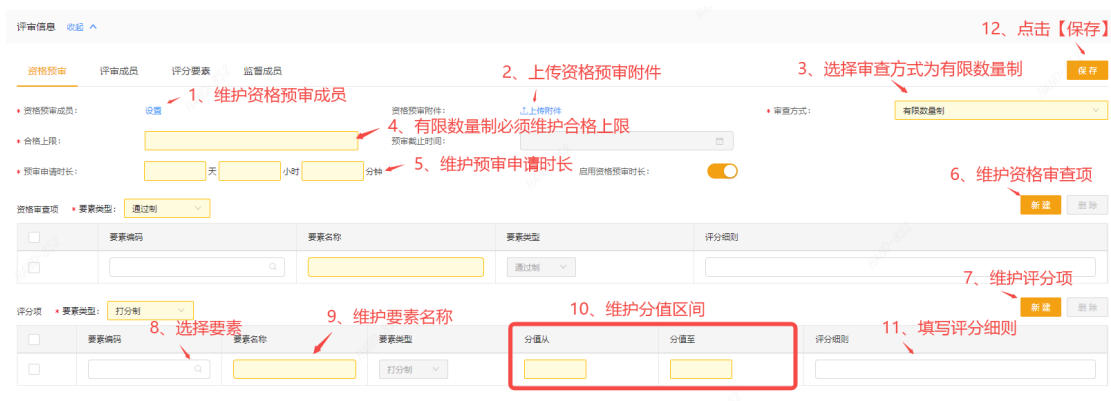 评审信息 收起
12、点击【保存】
资格预审 评审成员 评分要素 监督成员
保存
2、上传资格预审附件
3、选择审查方式为有限数量制
1、维护资格预审成员
* 资格预审成员： 设置 资格预审附件： 上传附件 * 审查方式： 有限数量制
4、有限数量制必须维护合格上限
* 合格上限： 预审截止时间：
5、维护预审申请时长
* 预审申请时长： 天 小时 分钟 启用资格预审时长：
6、维护资格审查项
资格审查项 * 要素类型： 通过制 新建 删除
要素编码 要素名称 要素类型 评分细则
通过制
7、维护评分项
评分项 * 要素类型： 打分制 新建 删除
8、选择要素
9、维护要素名称
10、维护分值区间
11、填写评分细则
要素编码 要素名称 要素类型 分值从 分值至 评分细则
打分制